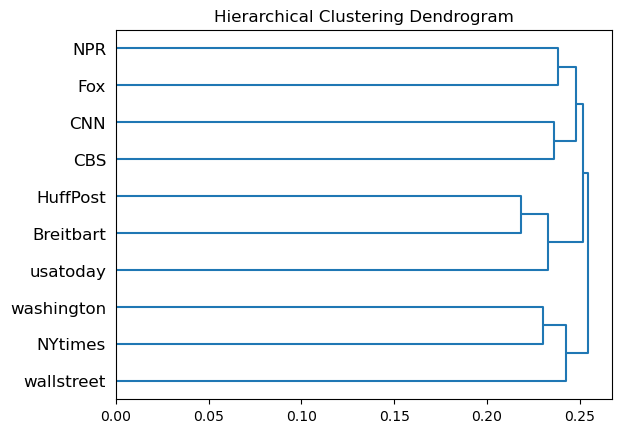 Hierarchical Clustering Dendrogram
NPR
Fox
CNN
CBS
HuffPost
Breitbart
usatoday
washington
NYtimes
wallstreet
0.00 0.05 0.10 0.15 0.20 0.25